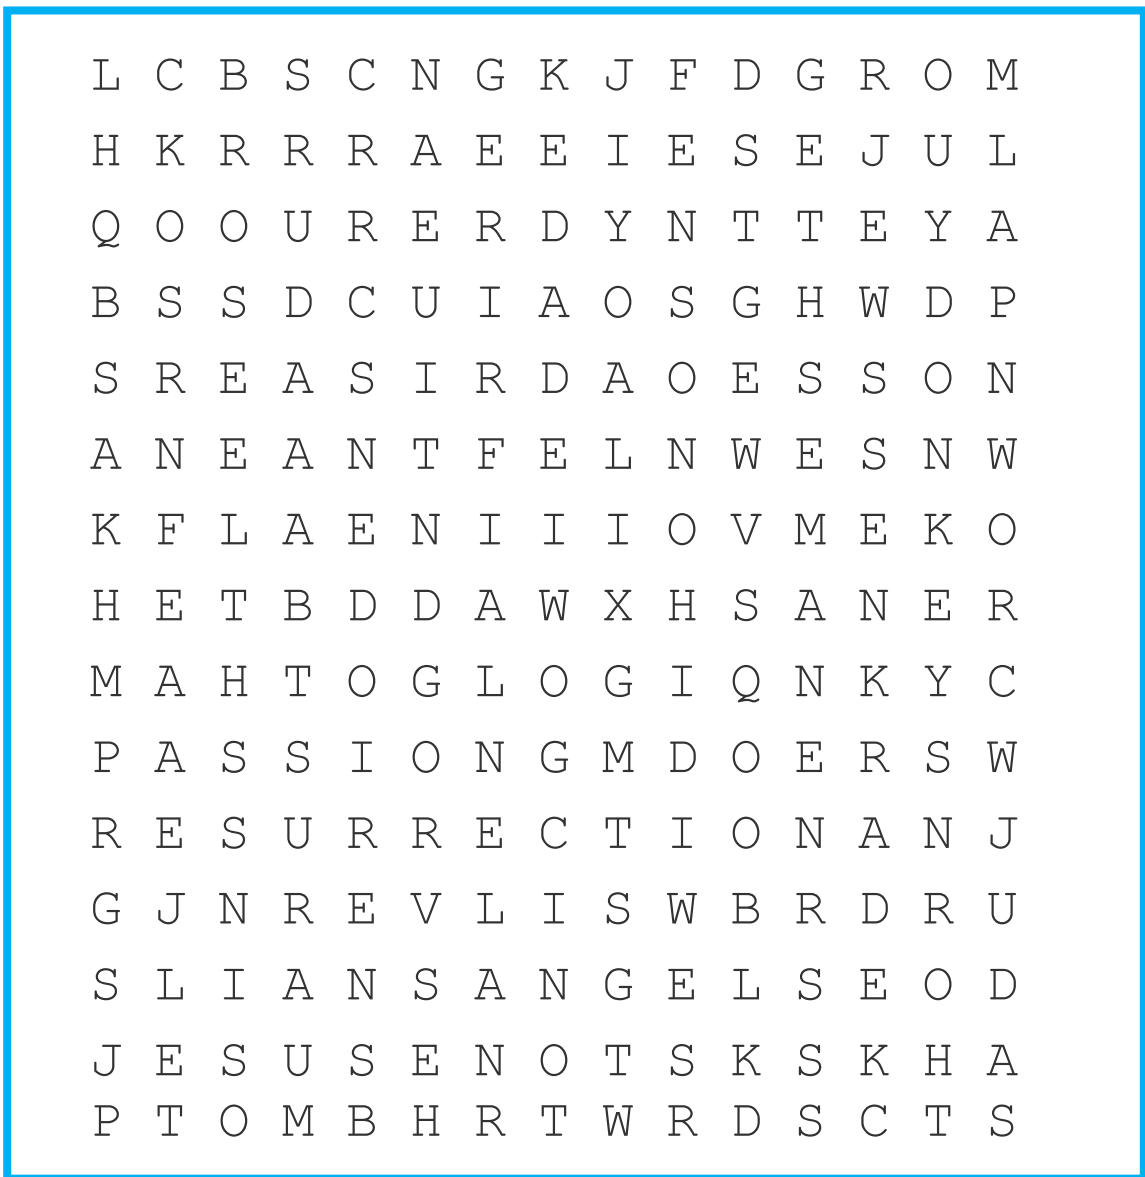 L C B S C N G K J F D G R O M
H K R R R A E E I E S E J U L
Q O O U R E R D Y N T T E Y A
B S S D C U I A O S G H W D P
S R E A S I R D A O E S S O N
A N E A N T F E L N W E S N W
K F L A E N I I I O V M E K O
H E T B D D A W X H S A N E R
M A H T O G L O G I Q N K Y C
P A S S I O N G M D O E R S W
R E S U R R E C T I O N A N J
G J N R E V L I S W B R D R U
S L I A N S A N G E L S E O D
J E S U S E N O T S K S K H A
P T O M B H R T W R D S C T S